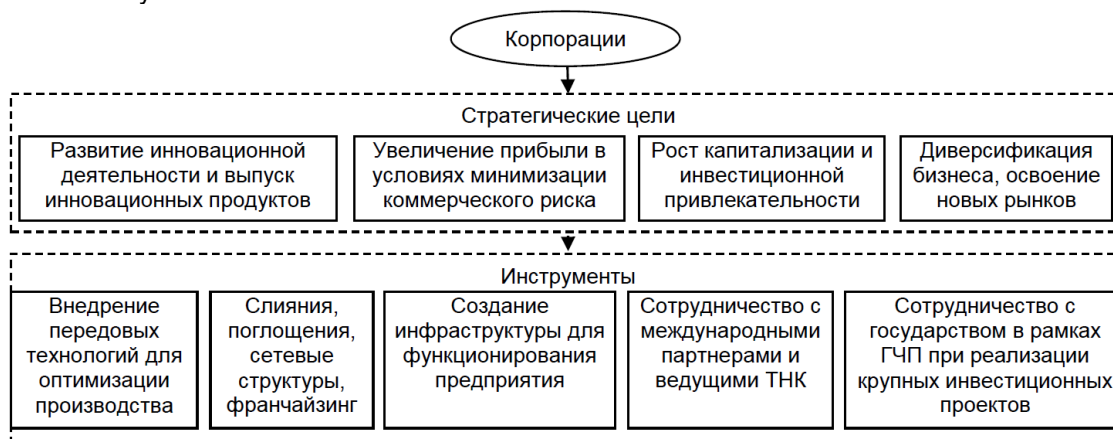 Корпорации
Стратегические цели
Развитие инновационной
деятельности и выпуск
инновационных продуктов
Увеличение прибыли в
условиях минимизации
коммерческого риска
Рост капитализации и
инвестиционной
привлекательности
Диверсификация
бизнеса, освоение
новых рынков
Инструменты
Внедрение
передовых
технологий для
оптимизации
производства
Слияния,
поглощения,
сетевые
структуры,
франчайзинг
Создание
инфраструктуры для
функционирования
предприятия
Сотрудничество с
международными
партнерами и
ведущими ТНК
Сотрудничество с
государством в рамках
ГЧП при реализации
крупных инвестиционных
проектов